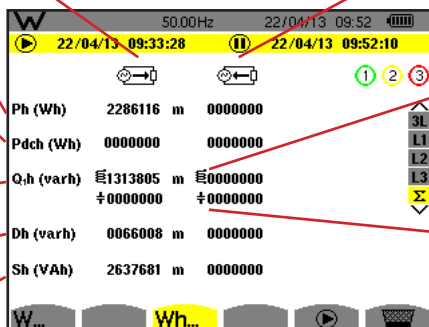 W 50.00Hz 22/04/13 09:52
22/04/13 09:33:28 22/04/13 09:52:10
1 2 3
Ph (Wh) 2286116 m 0000000
3L
Pdch (Wh) 0000000 0000000
L1
L2
Q₁h (varh) 1313805 m 0000000
L3
0000000 0000000
Σ
Dh (varh) 0066008 m 0000000
Sh (VAh) 2637681 m 0000000
W... Wh...